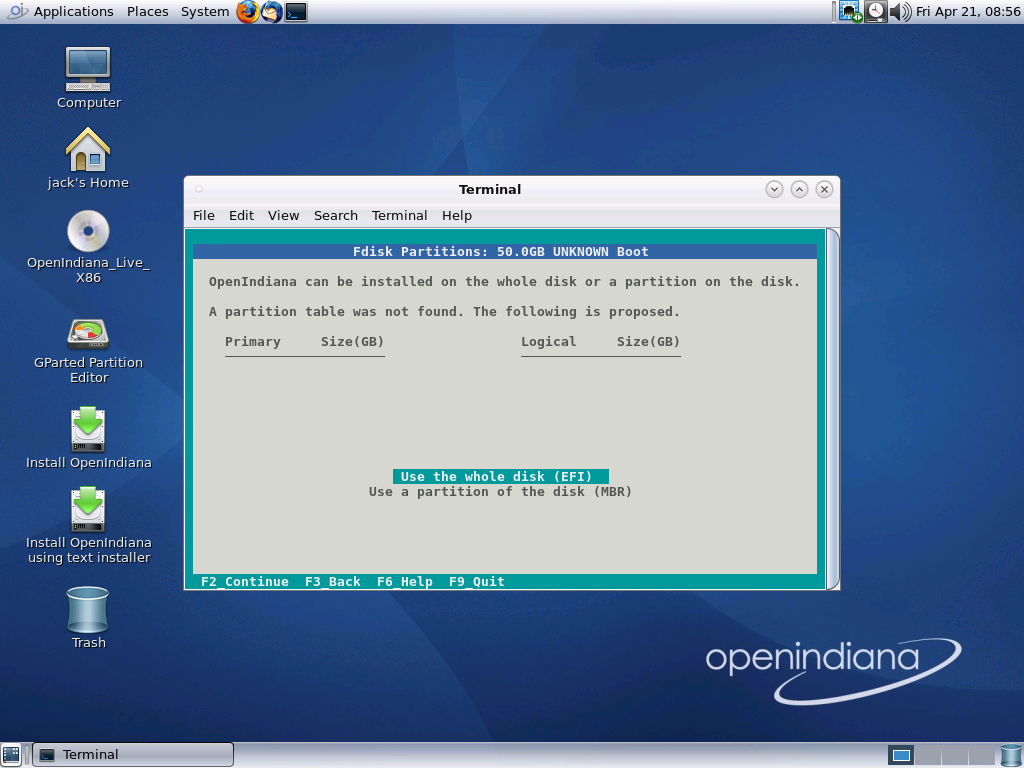 Applications Places System Fri Apr 21, 08:56
Computer
jack's Home
OpenIndiana_Live_
X86
GParted Partition
Editor
Install OpenIndiana
Install OpenIndiana
using text installer
Trash
Terminal
File Edit View Search Terminal Help
Fdisk Partitions: 50.0GB UNKNOWN Boot
OpenIndiana can be installed on the whole disk or a partition on the disk.
A partition table was not found. The following is proposed.
Primary Size(GB) Logical Size(GB)
Use the whole disk (EFI)
Use a partition of the disk (MBR)
F2_Continue F3_Back F6_Help F9_Quit
openindiana
Terminal